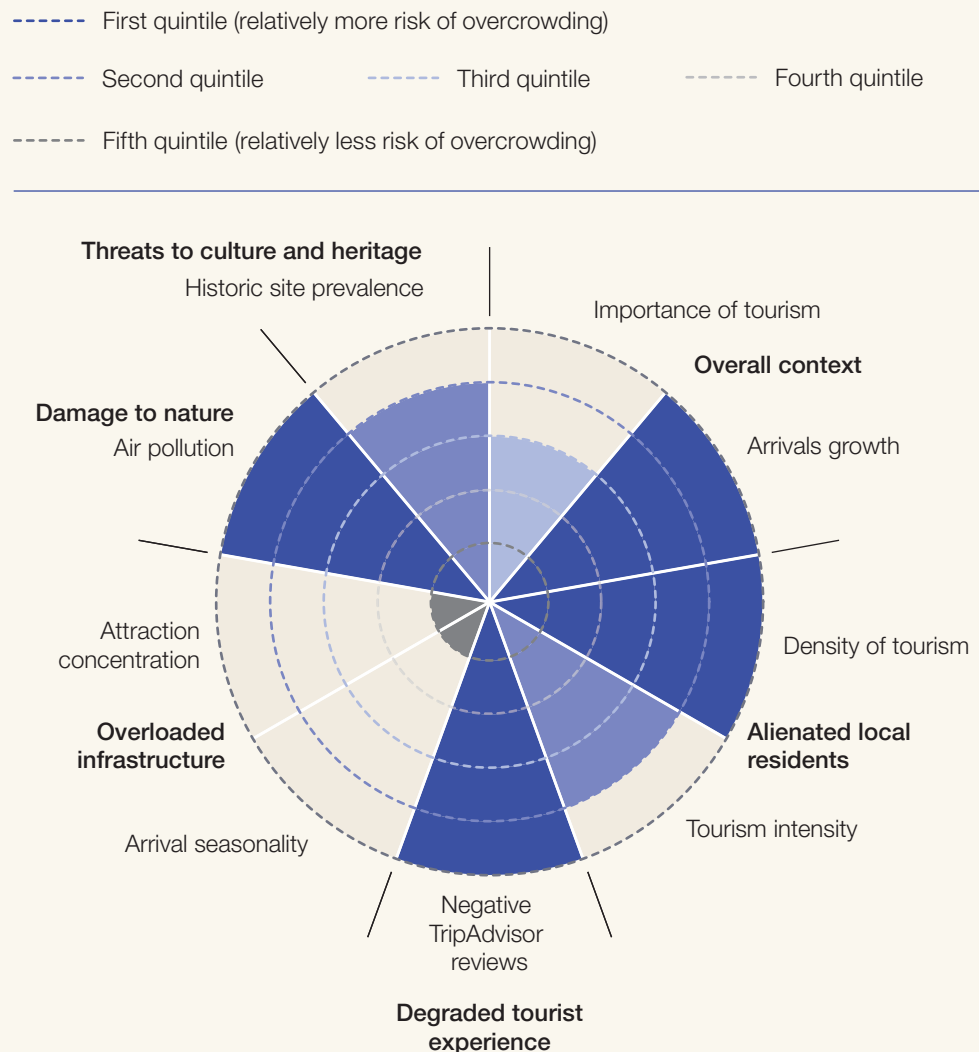 First quintile (relatively more risk of overcrowding)
Second quintile
Third quintile
Fourth quintile
Fifth quintile (relatively less risk of overcrowding)
Threats to culture and heritage
Historic site prevalence
Importance of tourism
Overall context
Damage to nature
Air pollution
Arrivals growth
Attraction
concentration
Density of tourism
Overloaded
infrastructure
Alienated local
residents
Arrival seasonality
Tourism intensity
Negative
TripAdvisor
reviews
Degraded tourist
experience